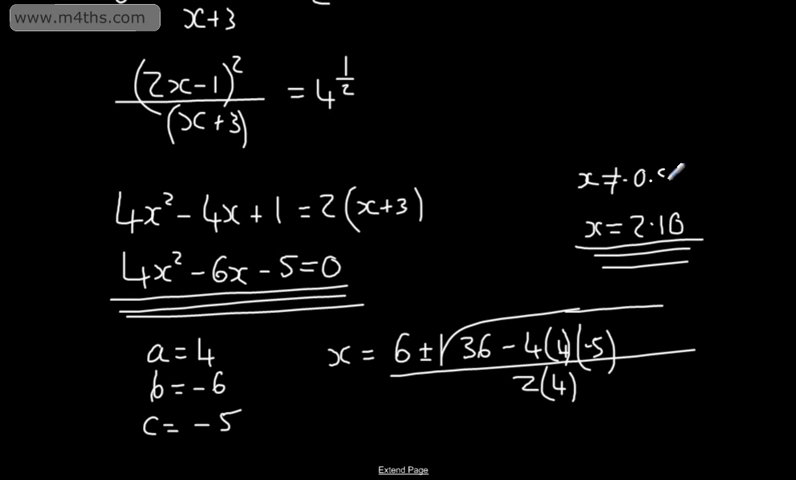 www.m4ths.com
x+3
(2x-1)² / (x+3) = 4^(1/2)
4x² - 4x + 1 = 2(x+3)
4x² - 6x - 5 = 0
x ≠ -0.
x = 2.10
a = 4
b = -6
c = -5
x = 6 ± √36 - 4(4)(-5) / 2(4)
Extend Page